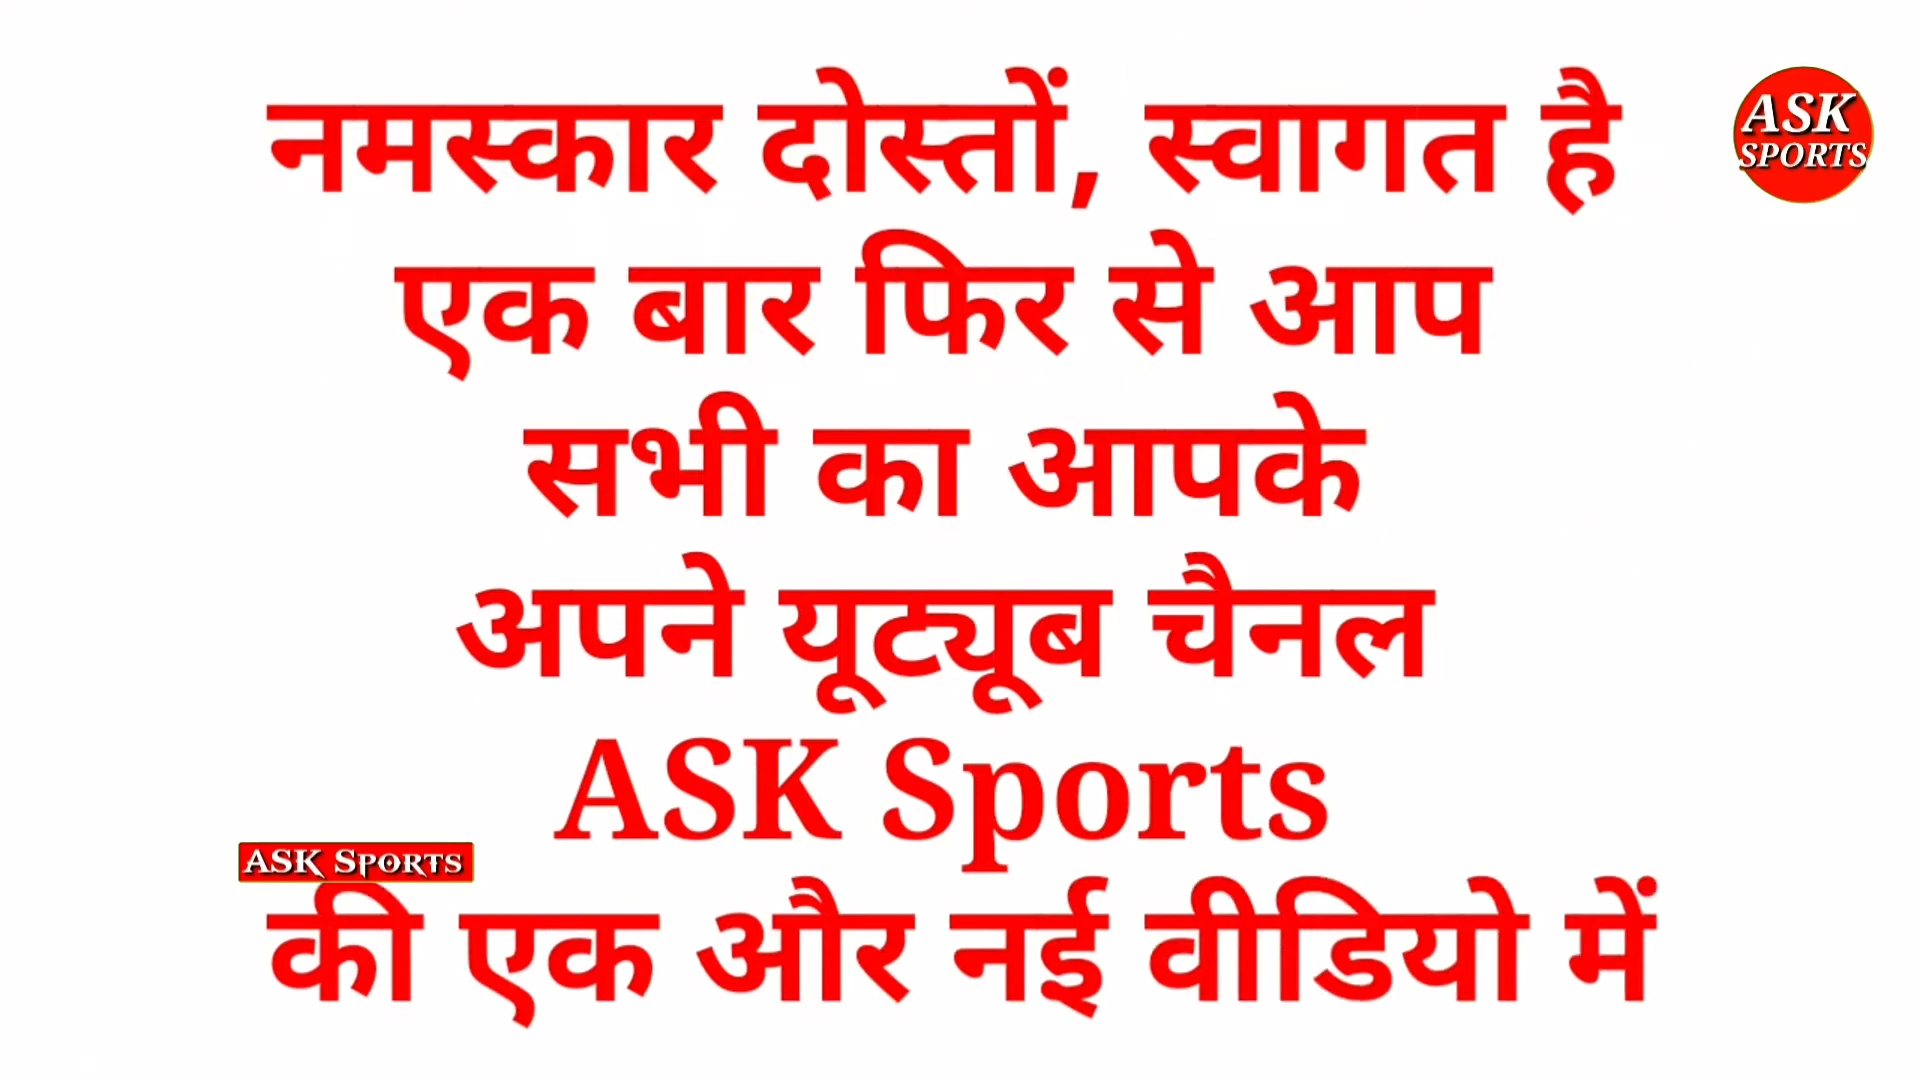 नमस्कार दोस्तों, स्वागत है
एक बार फिर से आप
सभी का आपके
अपने यूट्यूब चैनल
ASK Sports
की एक और नई वीडियो में
ASK
SPORTS
ASK SPORTS